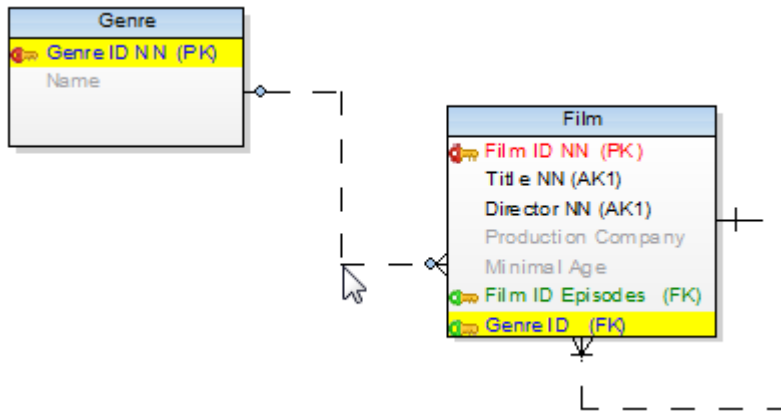 Genre
Genre ID NN (PK)
Name
Film
Film ID NN (PK)
Title NN (AK1)
Director NN (AK1)
Production Company
Minimal Age
Film ID Episodes (FK)
Genre ID (FK)